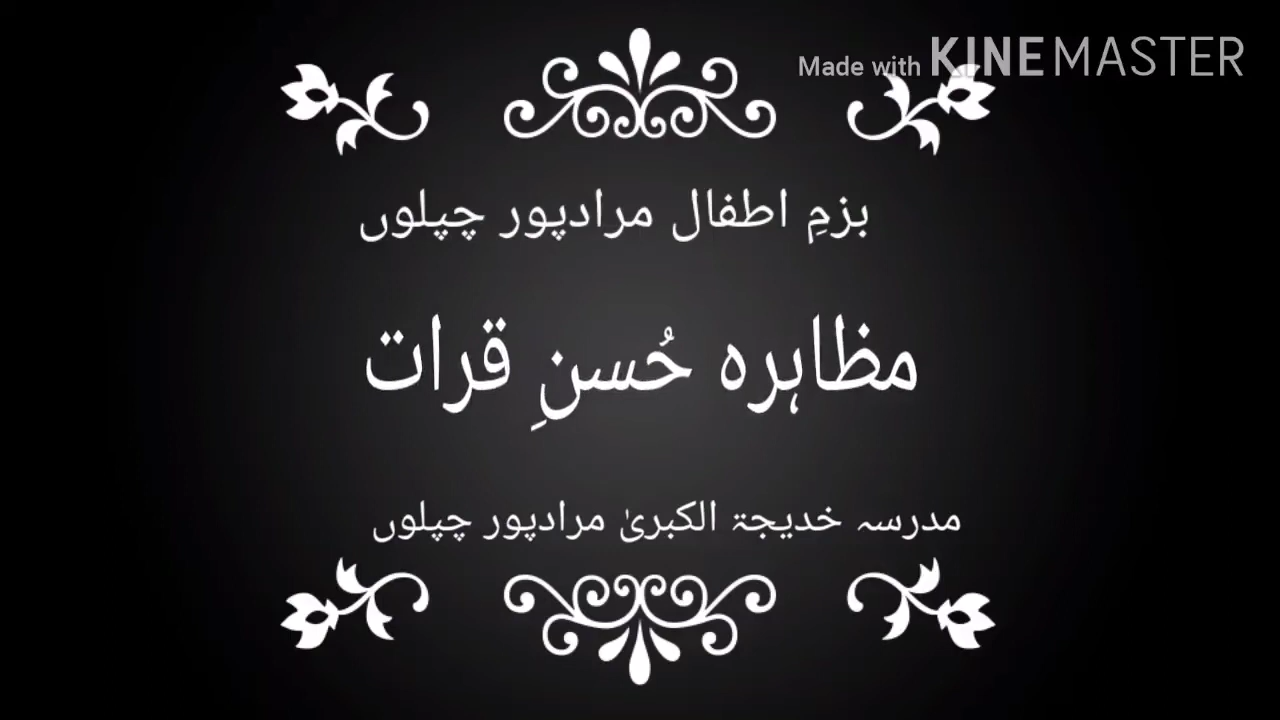 Made with KINEMASTER
بزمِ اطفال مرادپور چپلوں
مظاہرہ حُسنِ قرات
مدرسہ خدیجۃ الکبریٰ مرادپور چپلوں